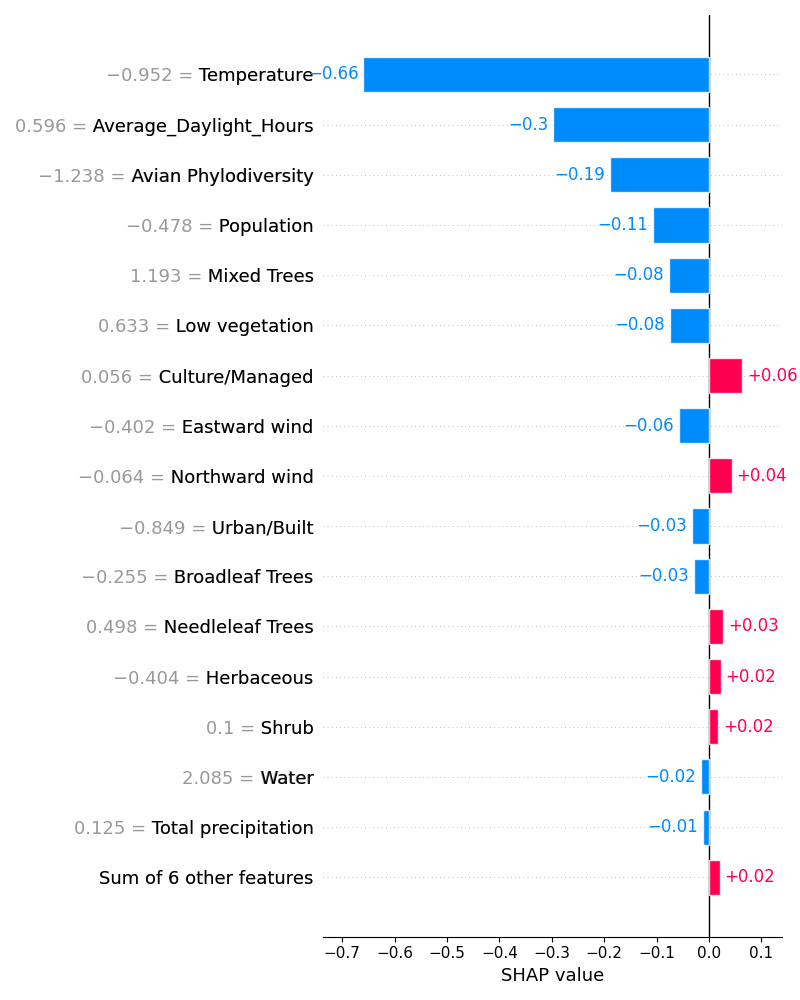 −0.952 = Temperature −0.66
0.596 = Average_Daylight_Hours −0.3
−1.238 = Avian Phylodiversity −0.19
−0.478 = Population −0.11
1.193 = Mixed Trees −0.08
0.633 = Low vegetation −0.08
0.056 = Culture/Managed +0.06
−0.402 = Eastward wind −0.06
−0.064 = Northward wind +0.04
−0.849 = Urban/Built −0.03
−0.255 = Broadleaf Trees −0.03
0.498 = Needleleaf Trees +0.03
−0.404 = Herbaceous +0.02
0.1 = Shrub +0.02
2.085 = Water −0.02
0.125 = Total precipitation −0.01
Sum of 6 other features +0.02
−0.7 −0.6 −0.5 −0.4 −0.3 −0.2 −0.1 0.0 0.1
SHAP value